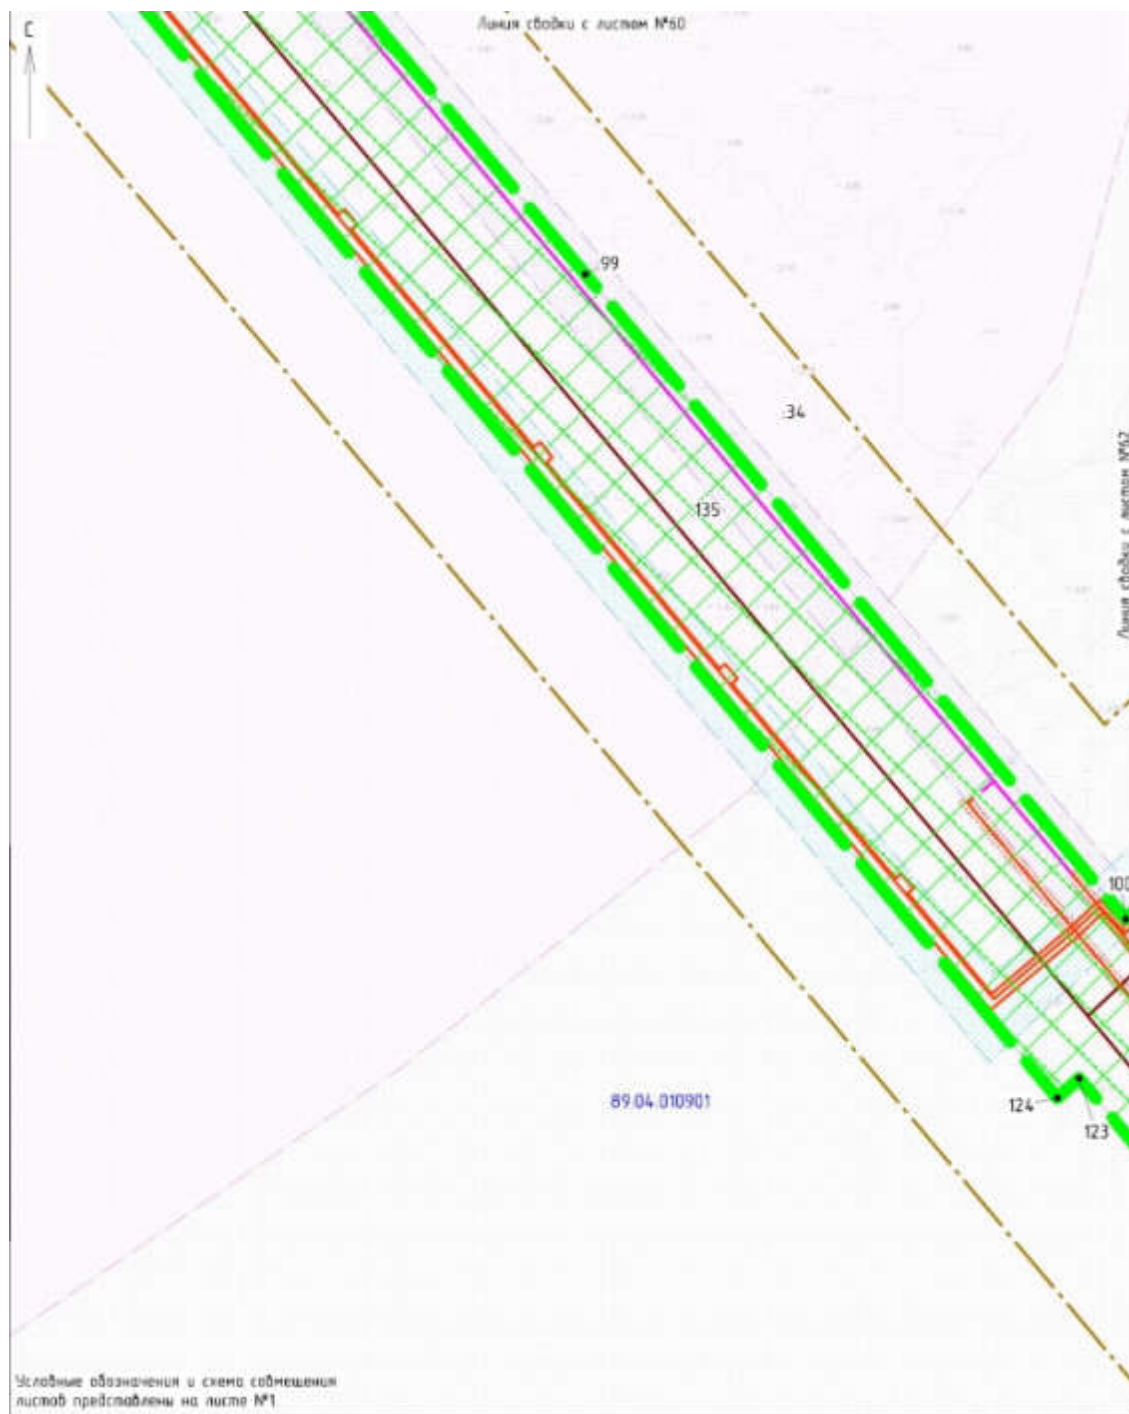 Линия сводки с листом №60
С
99
:34
Линия сводки с листом №62
:135
100
89:04:010901
124
123
Условные обозначения и схема совмещения
листов представлены на листе №1